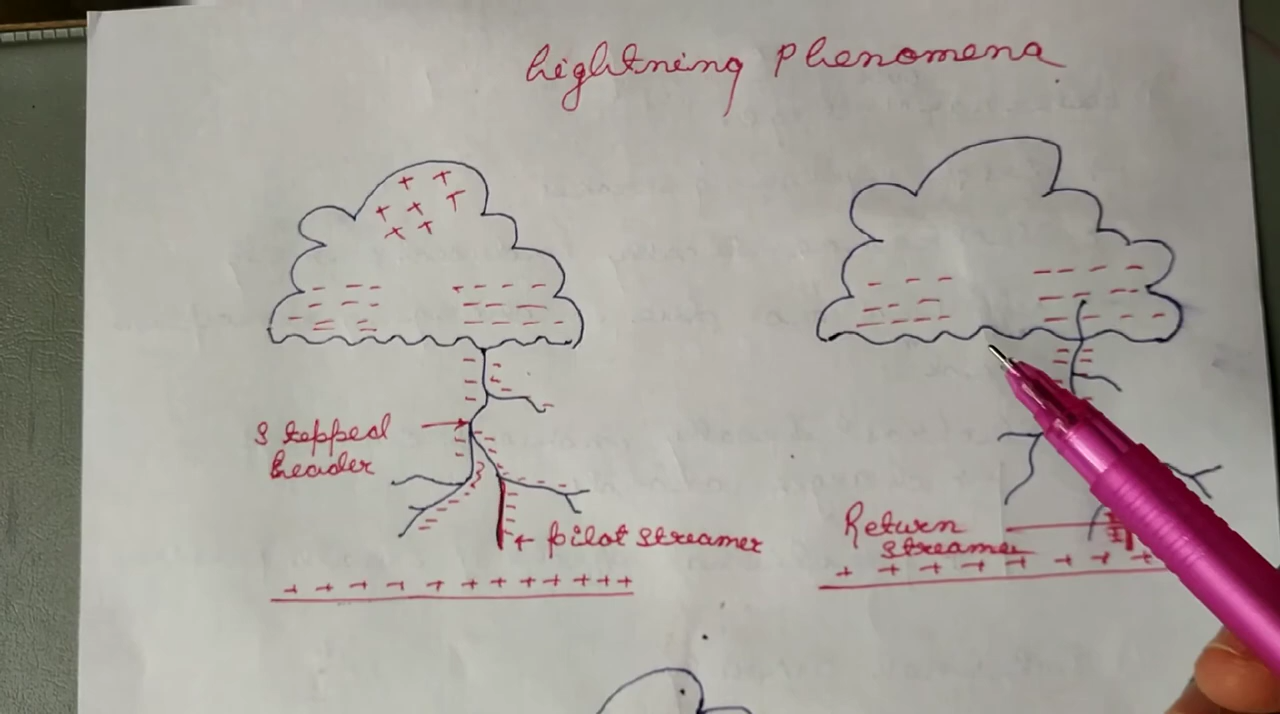 Lightning Phenomena
Stepped
Leader
Pilot streamer
Return
streamer